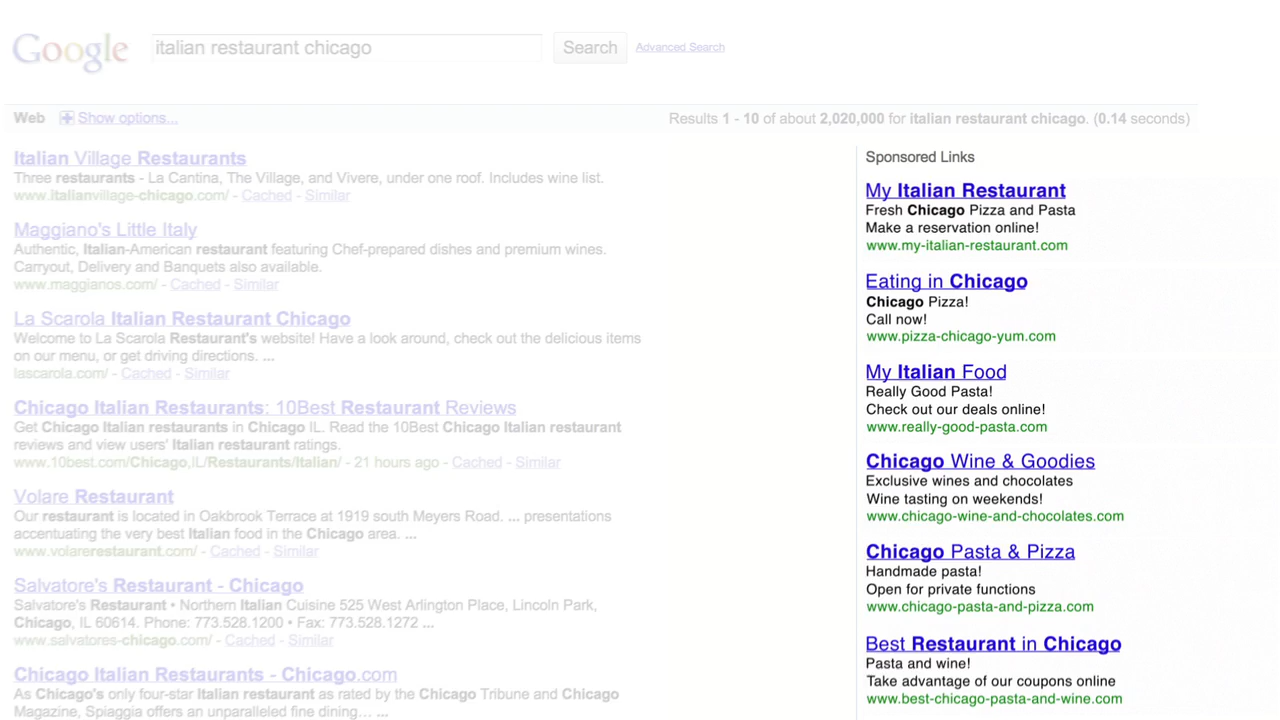 Google
italian restaurant chicago
Search
Advanced Search
Web
Show options...
Results 1 - 10 of about 2,020,000 for italian restaurant chicago. (0.14 seconds)
Italian Village Restaurants
Three restaurants - La Cantina, The Village, and Vivere, under one roof. Includes wine list.
www.italianvillage-chicago.com/ - Cached - Similar
Maggiano's Little Italy
Authentic, Italian-American restaurant featuring Chef-prepared dishes and premium wines.
Carryout, Delivery and Banquets also available.
www.maggianos.com/ - Cached - Similar
La Scarola Italian Restaurant Chicago
Welcome to La Scarola Restaurant's website! Have a look around, check out the delicious items
on our menu, or get driving directions. ...
lascarola.com/ - Cached - Similar
Chicago Italian Restaurants: 10Best Restaurant Reviews
Get Chicago Italian restaurants in Chicago IL. Read the 10Best Chicago Italian restaurant
reviews and view users' Italian restaurant ratings.
www.10best.com/Chicago,IL/Restaurants/Italian/ - 21 hours ago - Cached - Similar
Volare Restaurant
Our restaurant is located in Oakbrook Terrace at 1919 south Meyers Road. ... presentations
accentuating the very best Italian food in the Chicago area. ...
www.volarerestaurant.com/ - Cached - Similar
Salvatore's Restaurant - Chicago
Salvatore's Restaurant • Northern Italian Cuisine 525 West Arlington Place, Lincoln Park,
Chicago, IL 60614. Phone: 773.528.1200 • Fax: 773.528.1272 ...
www.salvatores-chicago.com/ - Cached - Similar
Chicago Italian Restaurants - Chicago.com
As Chicago's only four-star Italian restaurant as rated by the Chicago Tribune and Chicago
Magazine, Spiaggia offers an unparalleled fine dining... ...
Sponsored Links
My Italian Restaurant
Fresh Chicago Pizza and Pasta
Make a reservation online!
www.my-italian-restaurant.com
Eating in Chicago
Chicago Pizza!
Call now!
www.pizza-chicago-yum.com
My Italian Food
Really Good Pasta!
Check out our deals online!
www.really-good-pasta.com
Chicago Wine & Goodies
Exclusive wines and chocolates
Wine tasting on weekends!
www.chicago-wine-and-chocolates.com
Chicago Pasta & Pizza
Handmade pasta!
Open for private functions
www.chicago-pasta-and-pizza.com
Best Restaurant in Chicago
Pasta and wine!
Take advantage of our coupons online
www.best-chicago-pasta-and-wine.com